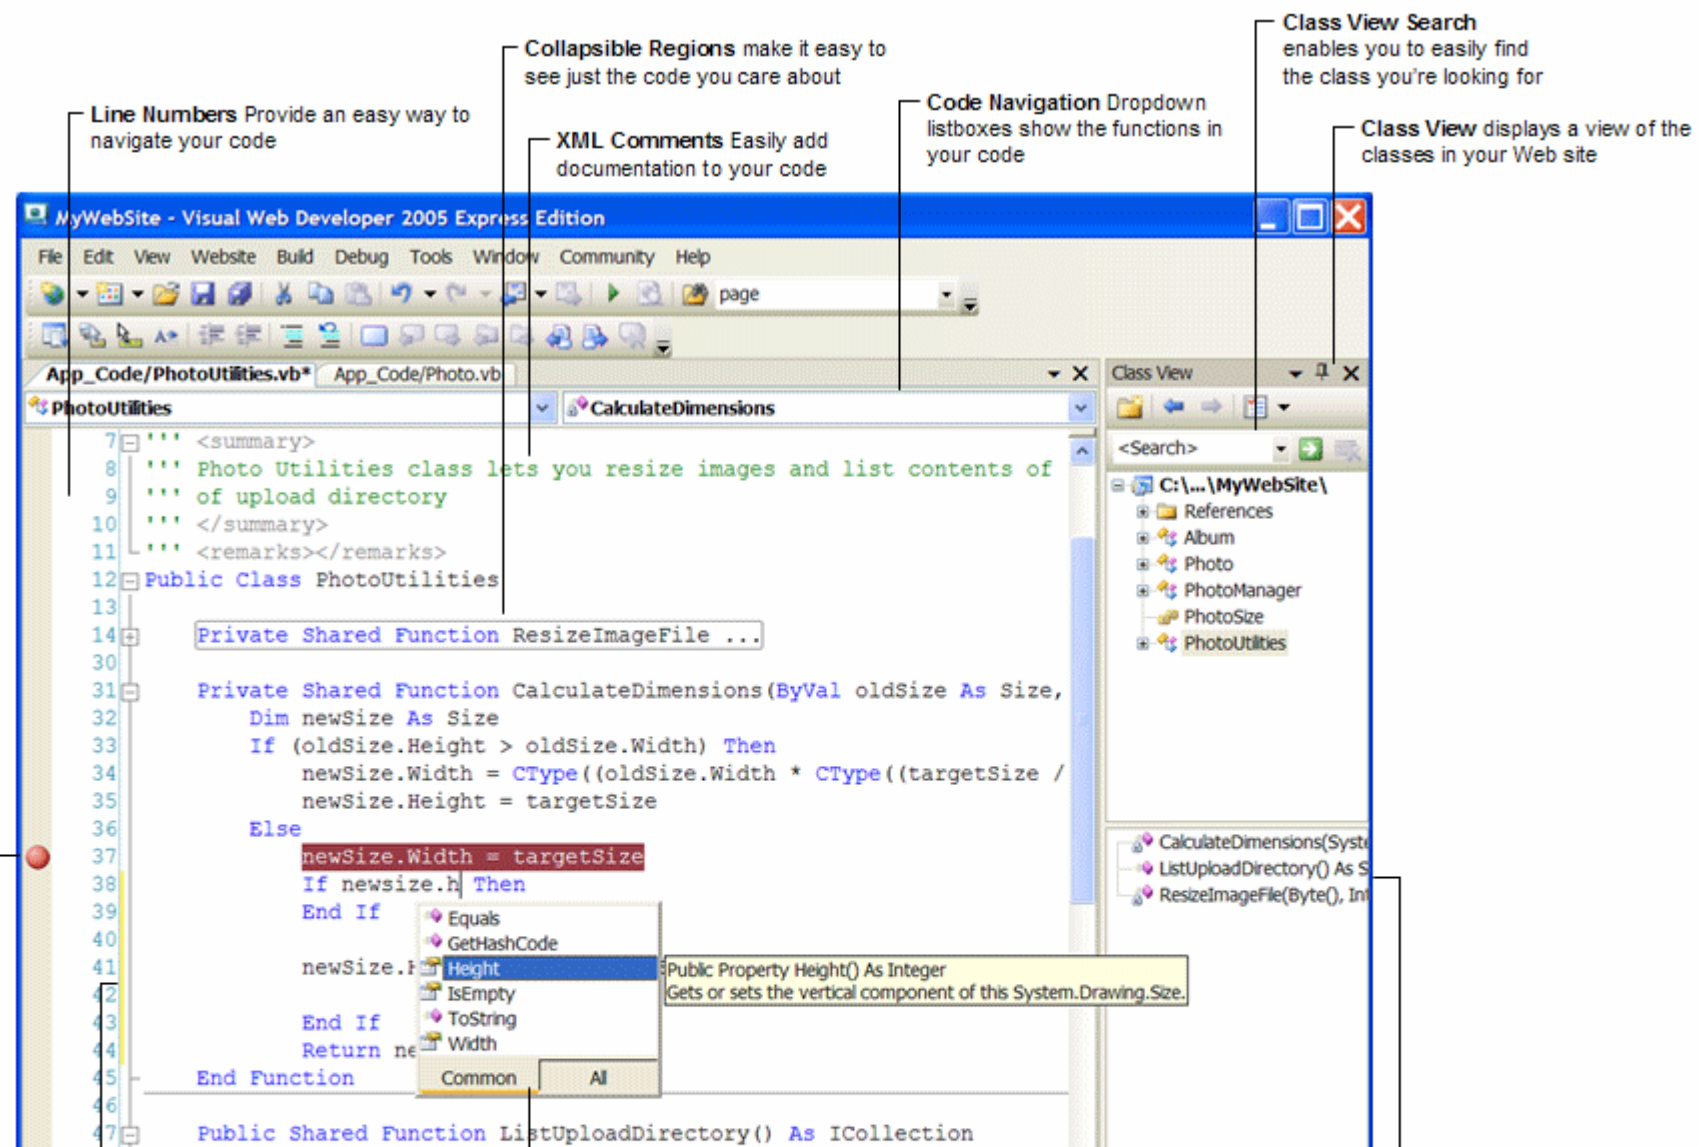 Class View Search
enables you to easily find
the class you're looking for
Collapsible Regions make it easy to
see just the code you care about
Line Numbers Provide an easy way to
navigate your code
XML Comments Easily add
documentation to your code
Code Navigation Dropdown
listboxes show the functions in
your code
Class View displays a view of the
classes in your Web site
MyWebSite - Visual Web Developer 2005 Express Edition
File Edit View Website Build Debug Tools Window Community Help
page
App_Code/PhotoUtilities.vb* App_Code/Photo.vb
PhotoUtilities CalculateDimensions
7 ''' <summary>
8 ''' Photo Utilities class lets you resize images and list contents of
9 ''' of upload directory
10 ''' </summary>
11 ''' <remarks></remarks>
12 Public Class PhotoUtilities
13
14 Private Shared Function ResizeImageFile ...
30
31 Private Shared Function CalculateDimensions(ByVal oldSize As Size,
32 Dim newSize As Size
33 If (oldSize.Height > oldSize.Width) Then
34 newSize.Width = CType((oldSize.Width * CType((targetSize /
35 newSize.Height = targetSize
36 Else
37 newSize.Width = targetSize
38 If newsize.h Then
39 End If
40
41 newSize.
42
43 End If
44 Return
45 End Function
46
47 Public Shared Function ListUploadDirectory() As ICollection
Equals
GetHashCode
Height
IsEmpty
ToString
Width
Common All
Public Property Height() As Integer
Gets or sets the vertical component of this System.Drawing.Size.
Class View
<Search>
C:\...\MyWebSite\
References
Album
Photo
PhotoManager
PhotoSize
PhotoUtilities
CalculateDimensions(Syste
ListUploadDirectory() As S
ResizeImageFile(Byte(), Int